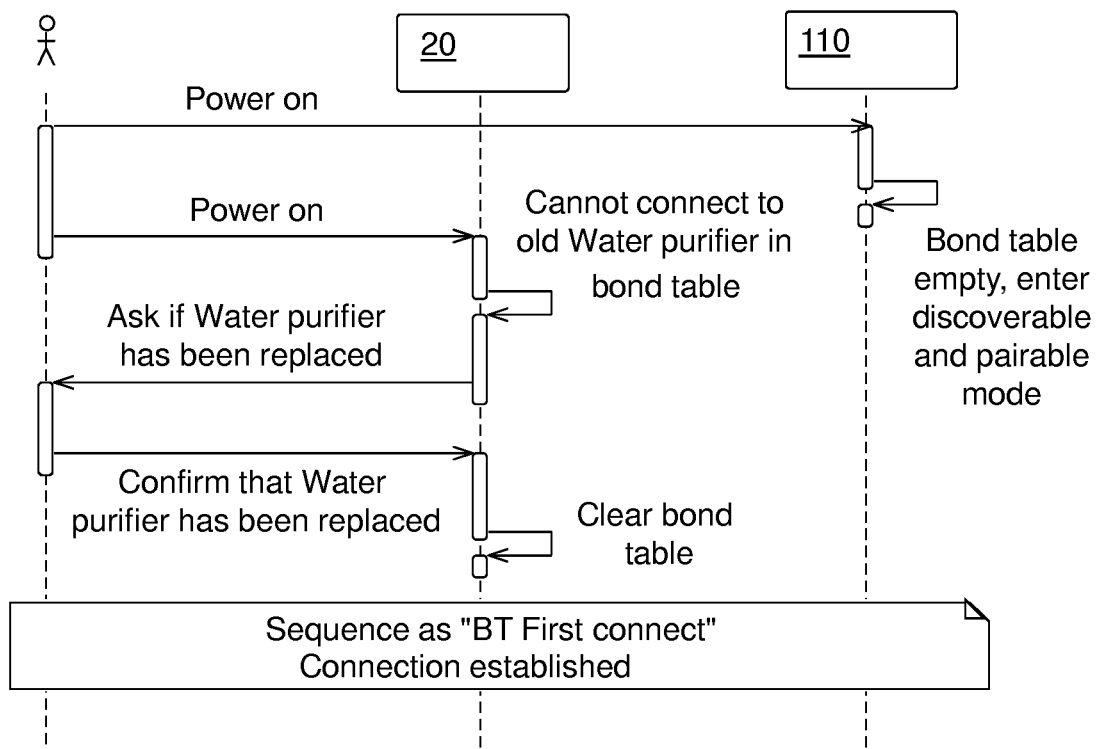 20
110
Power on
Power on
Cannot connect to
old Water purifier in
bond table
Bond table
empty, enter
discoverable
and pairable
mode
Ask if Water purifier
has been replaced
Confirm that Water
purifier has been replaced
Clear bond
table
Sequence as "BT First connect"
Connection established